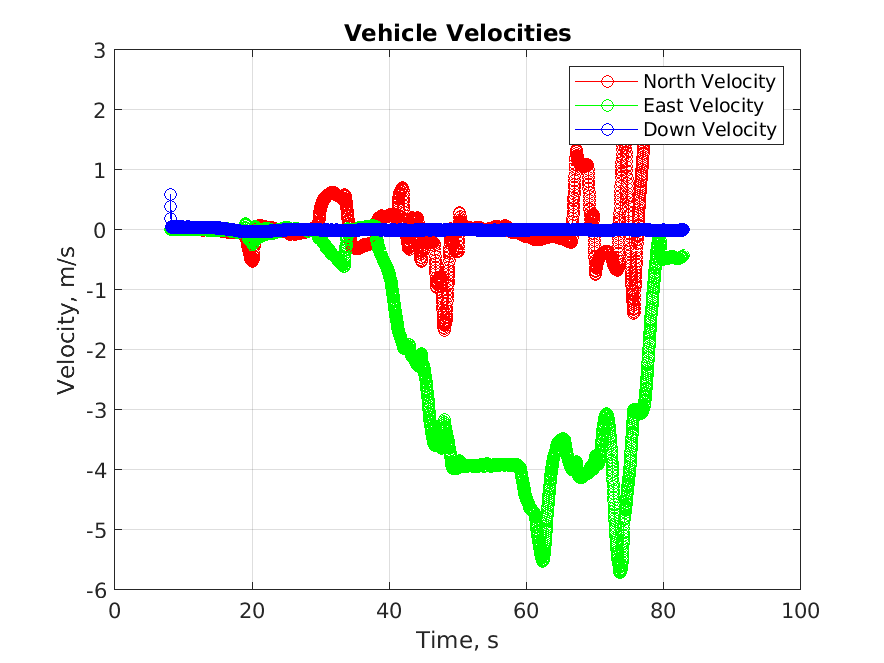 Vehicle Velocities
3
2
1
0
-1
-2
-3
-4
-5
-6
Velocity, m/s
North Velocity
East Velocity
Down Velocity
0 20 40 60 80 100
Time, s